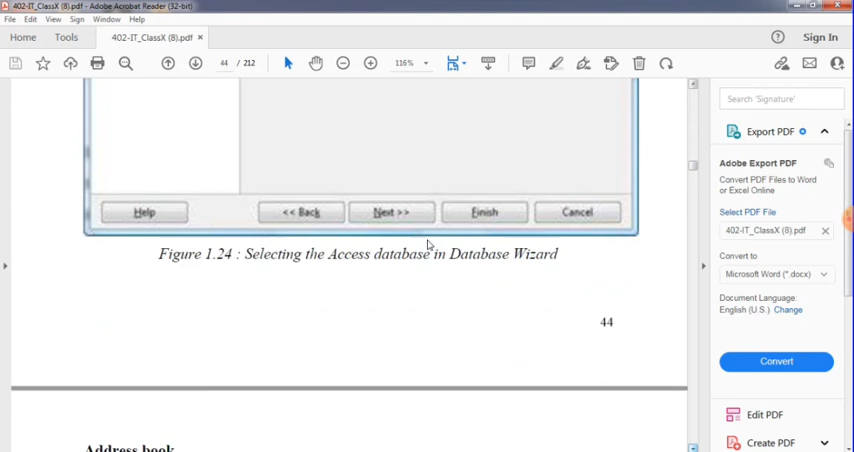 402-IT_ClassX (8).pdf - Adobe Acrobat Reader (32-bit)
File Edit View Sign Window Help
Home Tools 402-IT_ClassX (8).pdf × Sign In
44 / 212 116%
Search 'Signature'
Export PDF
Adobe Export PDF
Convert PDF Files to Word
or Excel Online
Select PDF File
402-IT_ClassX (8).pdf
Convert to
Microsoft Word (*.docx)
Document Language:
English (U.S.) Change
Convert
Edit PDF
Create PDF
Help << Back Next >> Finish Cancel
Figure 1.24 : Selecting the Access database in Database Wizard
44
Address book